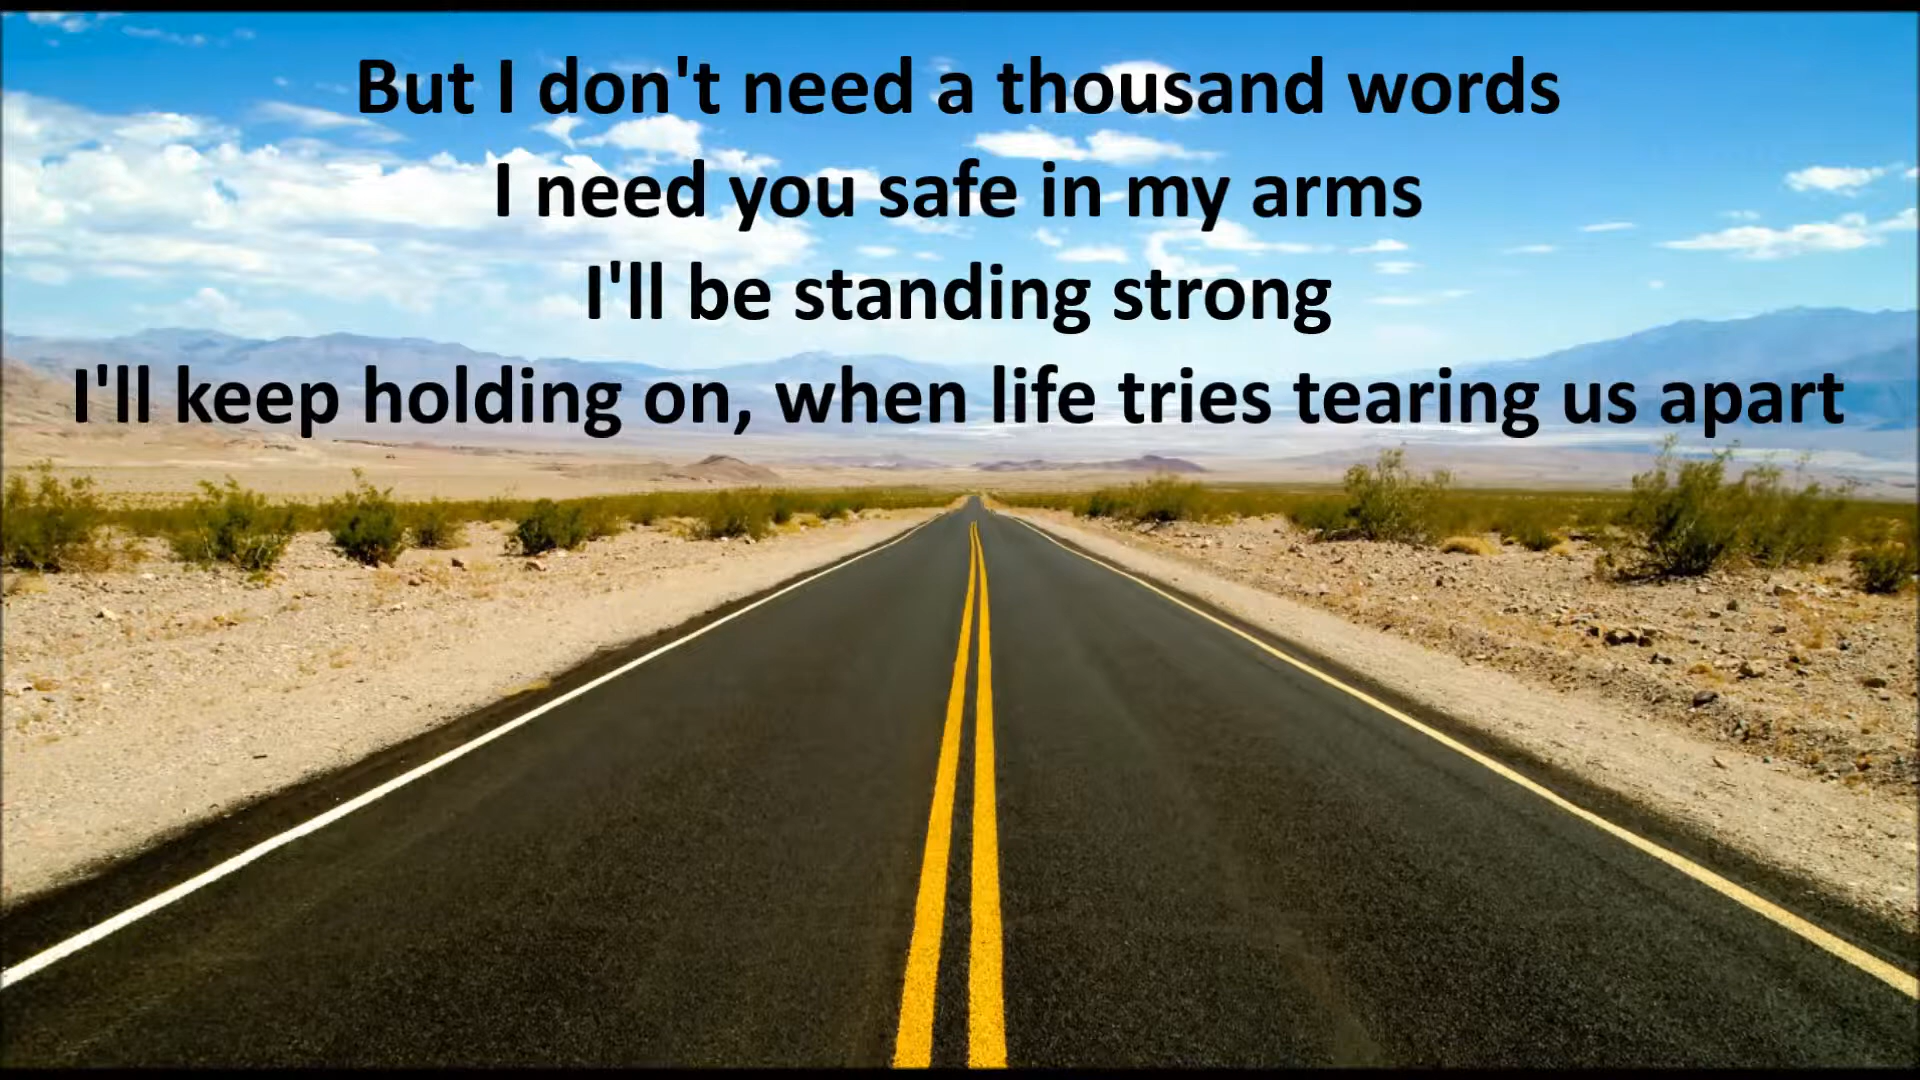 But I don't need a thousand words
I need you safe in my arms
I'll be standing strong
I'll keep holding on, when life tries tearing us apart